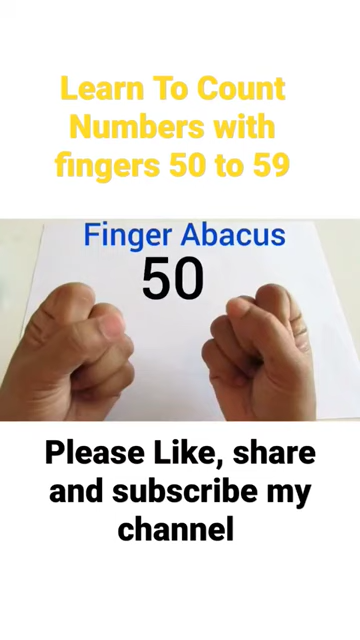 Learn To Count
Numbers with
fingers 50 to 59
Finger Abacus
50
Please Like, share
and subscribe my
channel